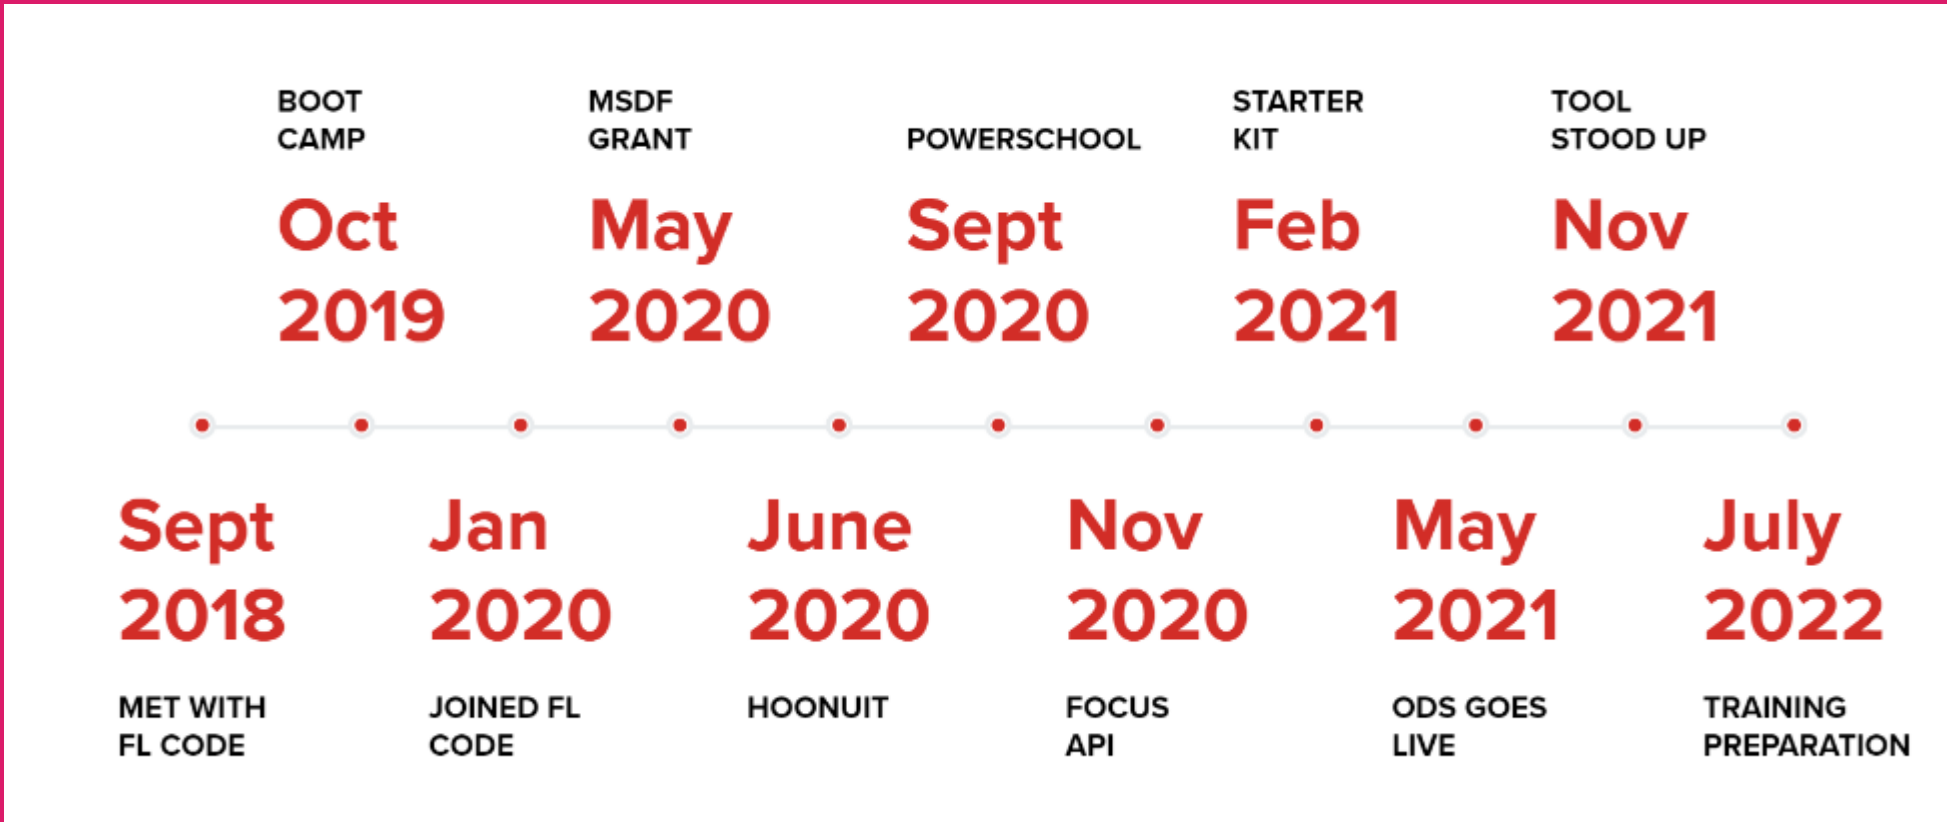 BOOT
CAMP
Oct
2019
MSDF
GRANT
May
2020
POWERSCHOOL
Sept
2020
STARTER
KIT
Feb
2021
TOOL
STOOD UP
Nov
2021
Sept
2018
MET WITH
FL CODE
Jan
2020
JOINED FL
CODE
June
2020
HOONUIT
Nov
2020
FOCUS
API
May
2021
ODS GOES
LIVE
July
2022
TRAINING
PREPARATION